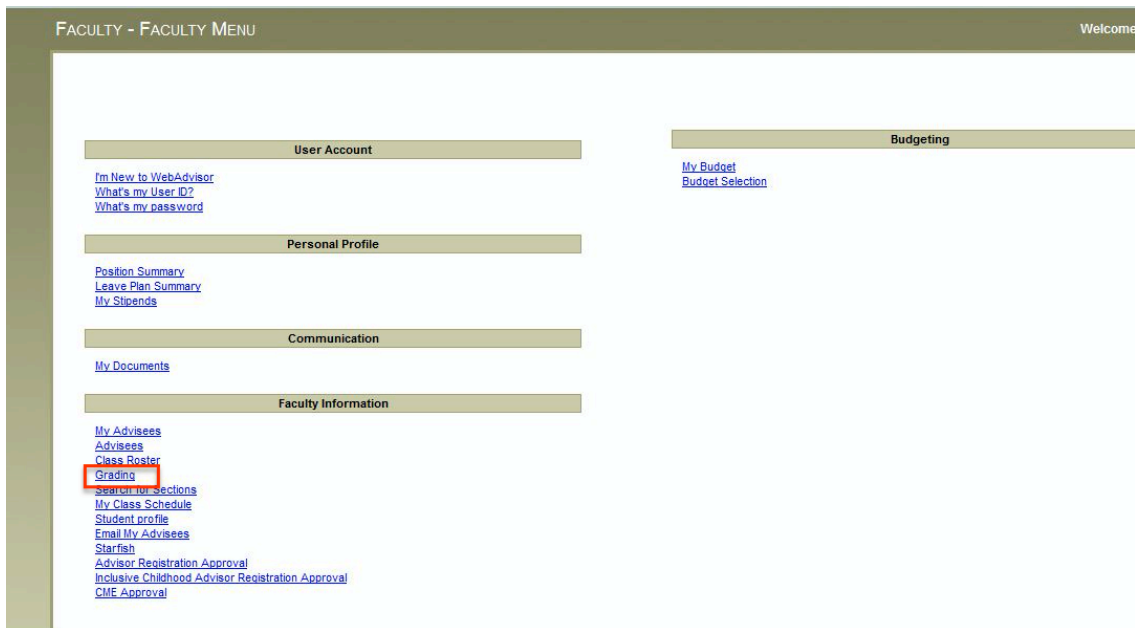 FACULTY - FACULTY MENU
Welcome
User Account
I'm New to WebAdvisor
What's my User ID?
What's my password
Personal Profile
Position Summary
Leave Plan Summary
My Stipends
Communication
My Documents
Faculty Information
My Advisees
Advisees
Class Roster
Grading
Search for Sections
My Class Schedule
Student profile
Email My Advisees
Starfish
Advisor Registration Approval
Inclusive Childhood Advisor Registration Approval
CME Approval
Budgeting
My Budget
Budget Selection